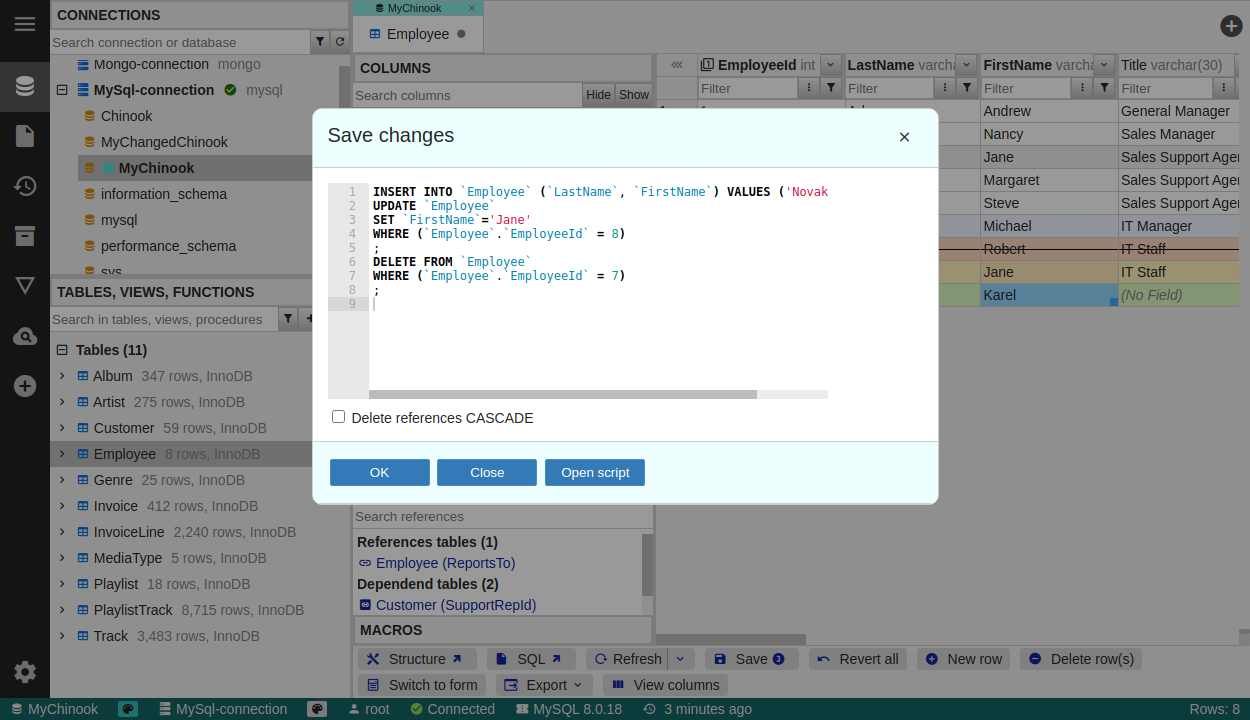 CONNECTIONS
Search connection or database
Mongo-connection mongo
MySql-connection mysql
Chinook
MyChangedChinook
MyChinook
information_schema
mysql
performance_schema
sys
TABLES, VIEWS, FUNCTIONS
Search in tables, views, procedures
Tables (11)
Album 347 rows, InnoDB
Artist 275 rows, InnoDB
Customer 59 rows, InnoDB
Employee 8 rows, InnoDB
Genre 25 rows, InnoDB
Invoice 412 rows, InnoDB
InvoiceLine 2,240 rows, InnoDB
MediaType 5 rows, InnoDB
Playlist 18 rows, InnoDB
PlaylistTrack 8,715 rows, InnoDB
Track 3,483 rows, InnoDB
MyChinook
Employee
COLUMNS
Search columns
Hide Show
EmployeeId int LastName varcha FirstName varcha Title varchar(30)
Filter Filter Filter Filter
Andrew General Manager
Nancy Sales Manager
Jane Sales Support Agen
Margaret Sales Support Agen
Steve Sales Support Agen
Michael IT Manager
Robert IT Staff
Jane IT Staff
Karel (No Field)
Save changes
1 INSERT INTO `Employee` (`LastName`, `FirstName`) VALUES ('Novak
2 UPDATE `Employee`
3 SET `FirstName`='Jane'
4 WHERE (`Employee`.`EmployeeId` = 8)
5 ;
6 DELETE FROM `Employee`
7 WHERE (`Employee`.`EmployeeId` = 7)
8 ;
9
Delete references CASCADE
OK Close Open script
Search references
References tables (1)
Employee (ReportsTo)
Dependend tables (2)
Customer (SupportRepId)
MACROS
Structure SQL Refresh Save 3 Revert all New row Delete row(s)
Switch to form Export View columns
MyChinook MySql-connection root Connected MySQL 8.0.18 3 minutes ago Rows: 8